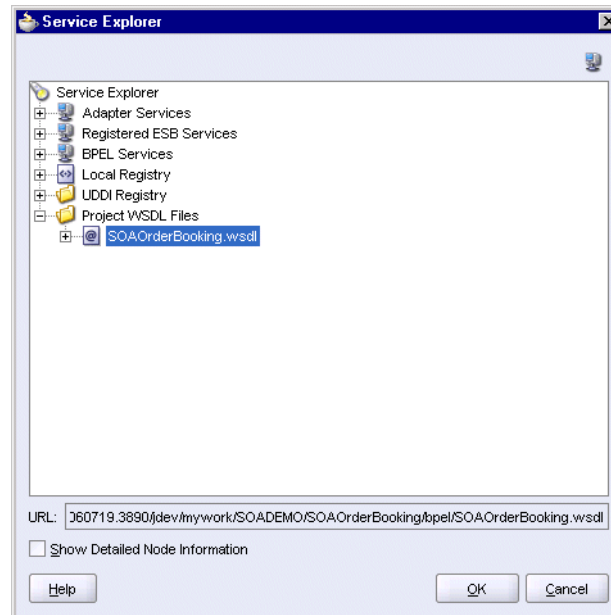 Service Explorer
Service Explorer
Adapter Services
Registered ESB Services
BPEL Services
Local Registry
UDDI Registry
Project WSDL Files
SOAOrderBooking.wsdl
URL: 060719.3890/jdev/mywork/SOADEMO/SOAOrderBooking/bpel/SOAOrderBooking.wsdl
Show Detailed Node Information
Help OK Cancel